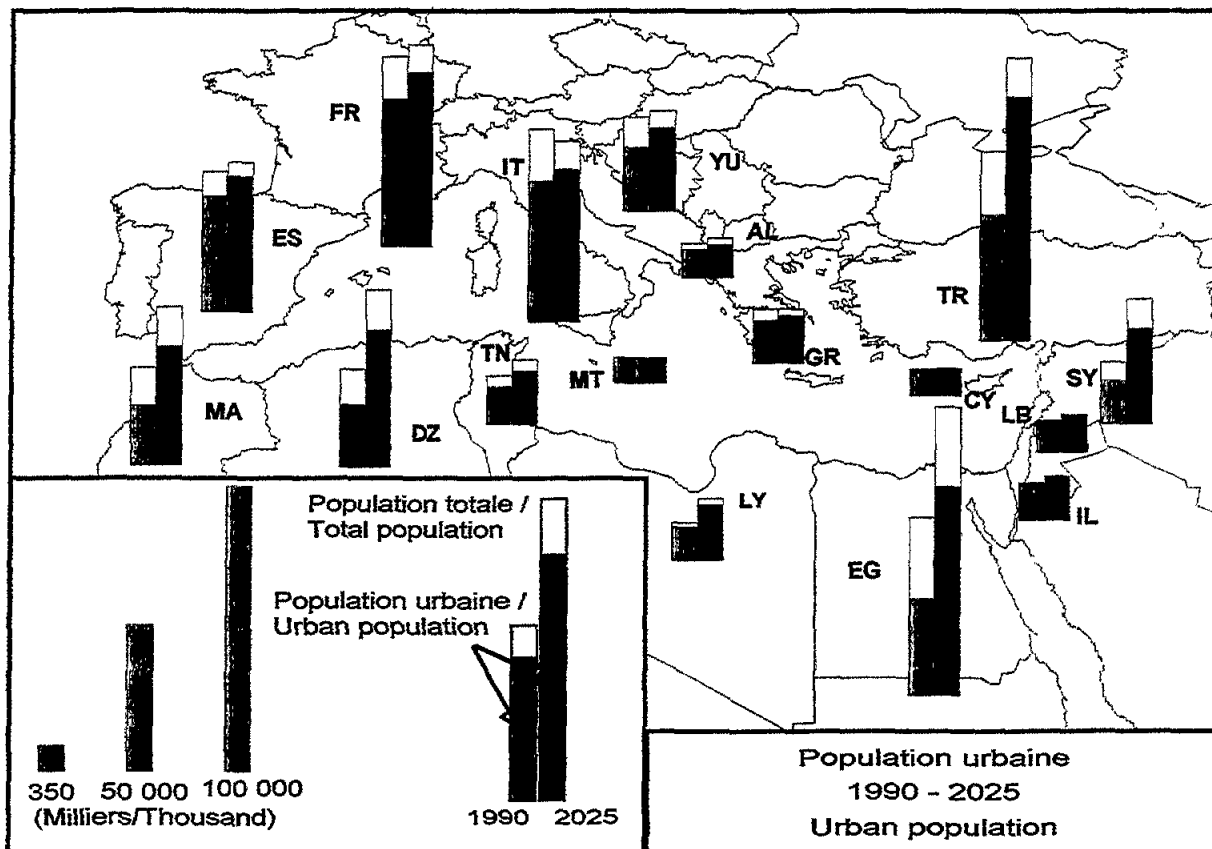 FR
IT
YU
ES
AL
TR
TN
MT
GR
SY
MA
DZ
CY
LB
LY
IL
EG
Population totale /
Total population
Population urbaine /
Urban population
350 50 000 100 000
(Milliers/Thousand)
1990 2025
Population urbaine
1990 - 2025
Urban population